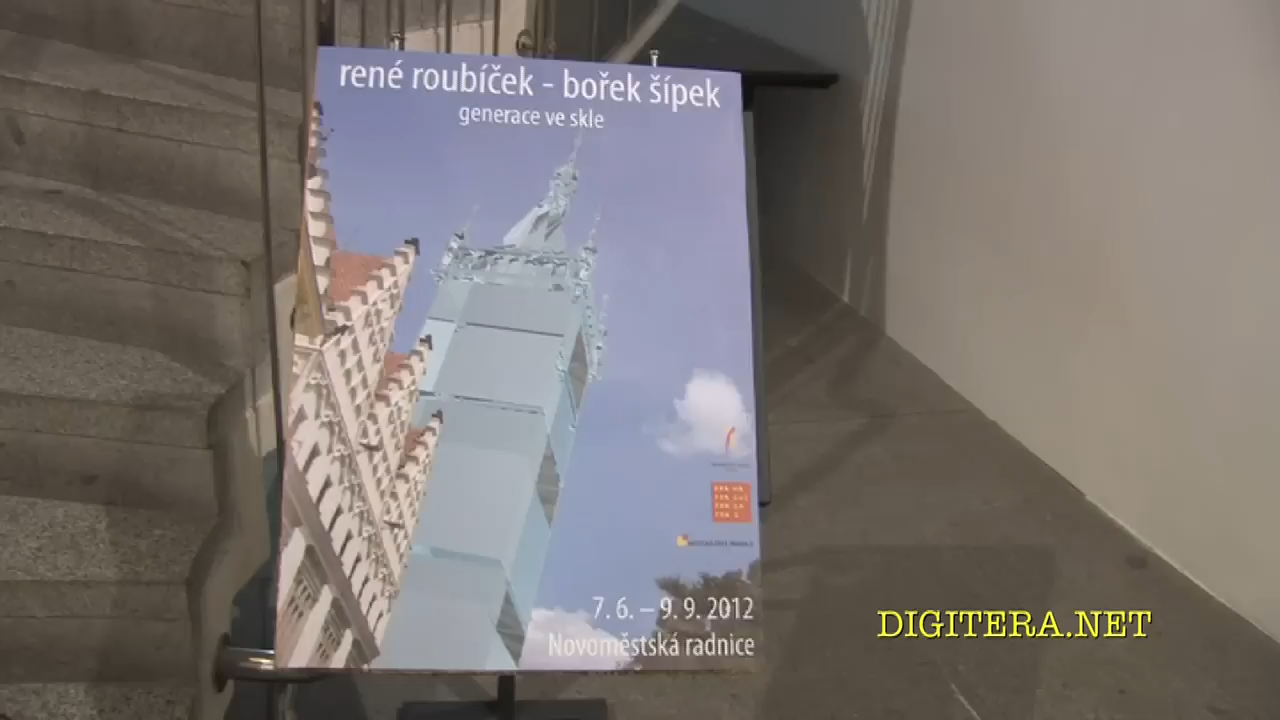 rené roubíček - bořek šípek
generace ve skle
7. 6. – 9. 9. 2012
Novoměstská radnice
DIGITERA.NET